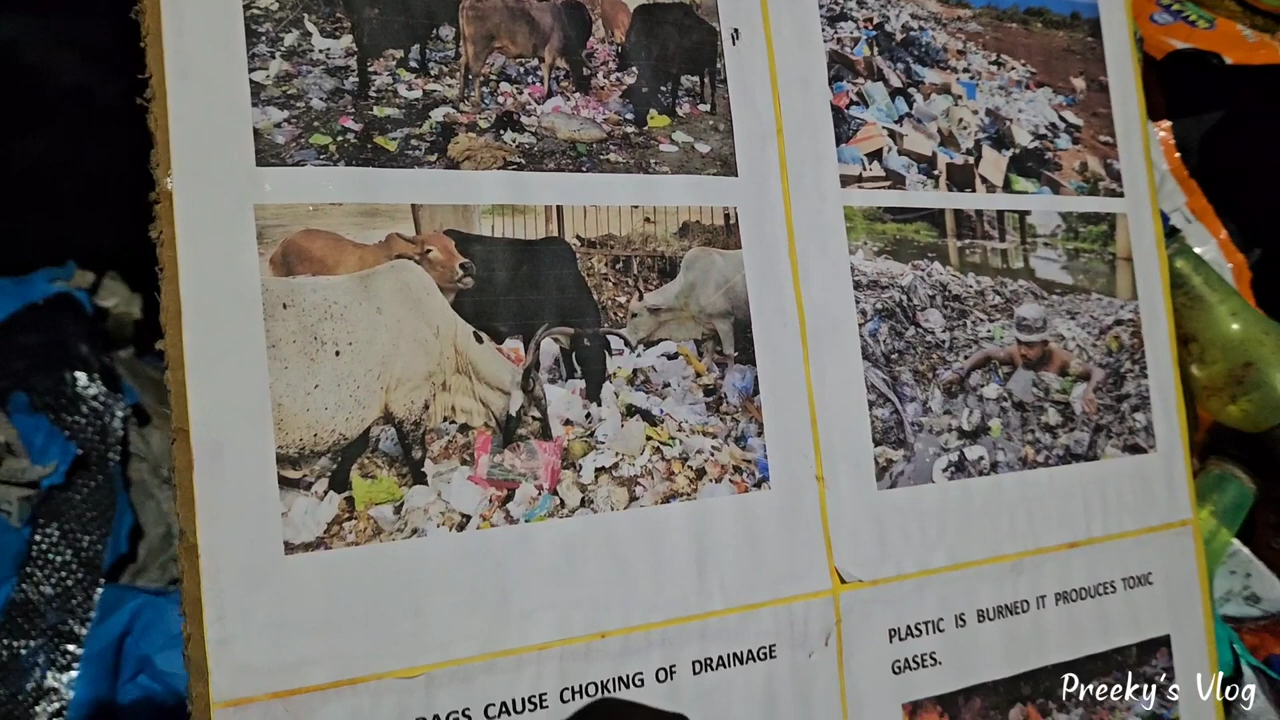 BAGS CAUSE CHOKING OF DRAINAGE
PLASTIC IS BURNED IT PRODUCES TOXIC
GASES.
Preeky's Vlog